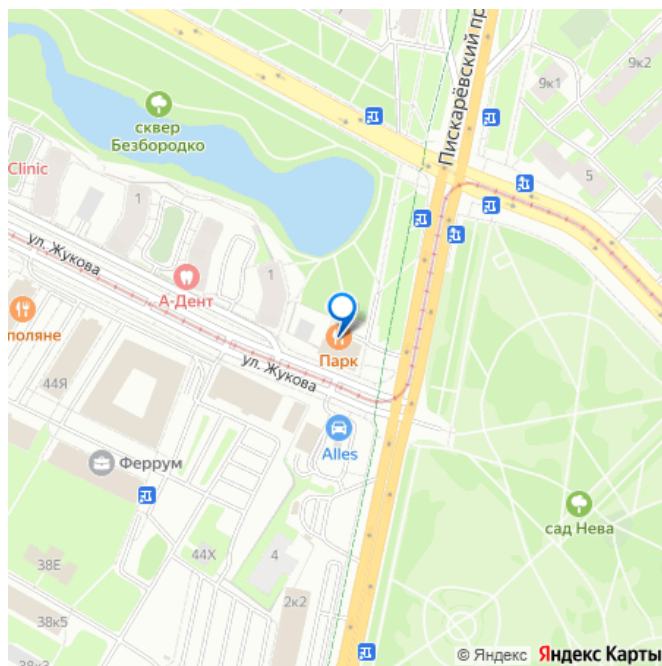 Пискарёвский пр
9к2
9к1
сквер
Безбородко
5
Clinic
1
ул. Жукова
А-Дент
1
поляне
Парк
ул. Жукова
44Я
Alles
Феррум
сад Нева
44Х
4
38Е
2к2
38к5
38к3
© Яндекс Яндекс Карты